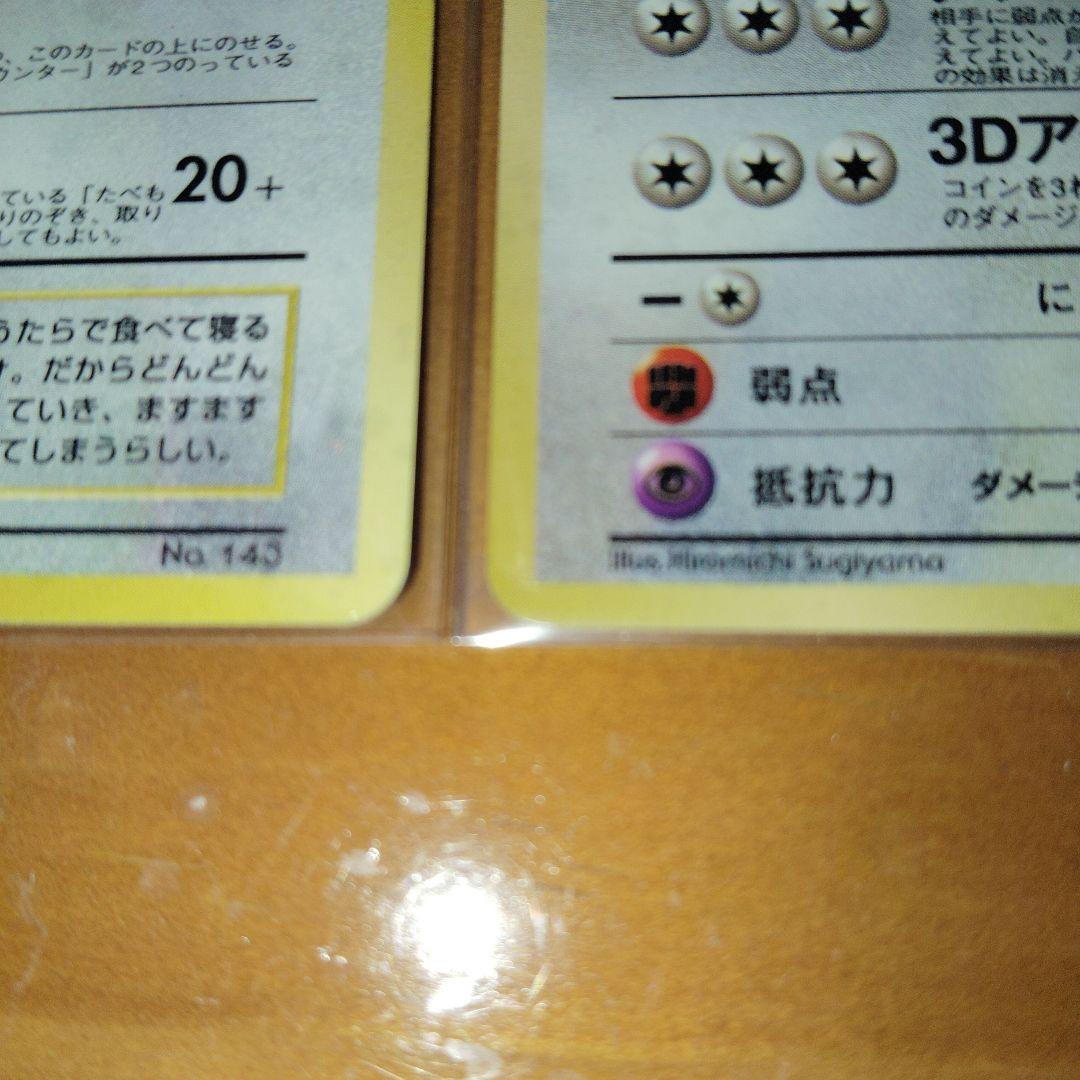 、このカードの上にのせる。
ウンター」が2つのっている
20+
ている「たべも
りのぞき、取り
してもよい。
うたらで食べて寝る
。だからどんどん
ていき、ますます
てしまうらしい。
No. 143
相手に弱点が
えてよい。
えてよい。
の効果は消え
3Dア
コインを3
のダメージ
ー に
弱点
抵抗力 ダメー
Illus. Hiromichi Sugiyama